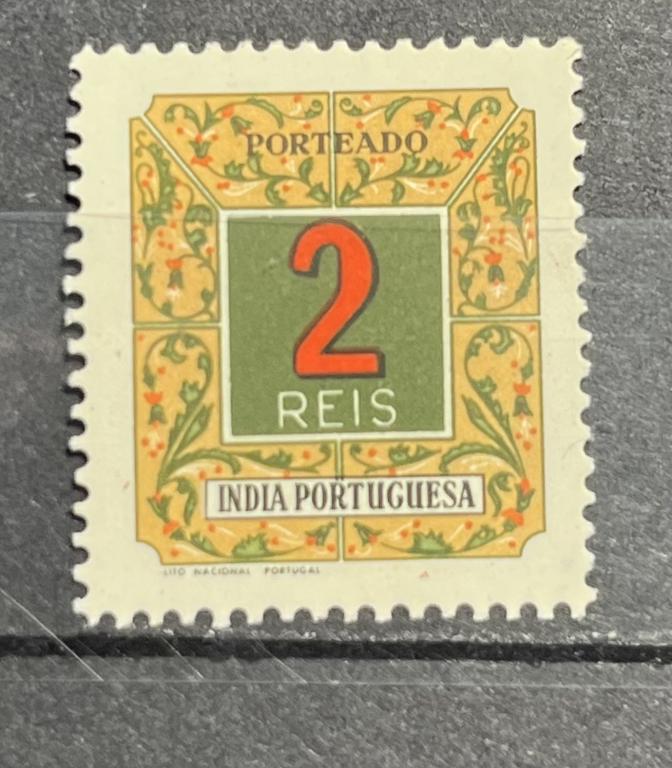 PORTEADO
2
REIS
INDIA PORTUGUESA
LITO NACIONAL PORTUGAL